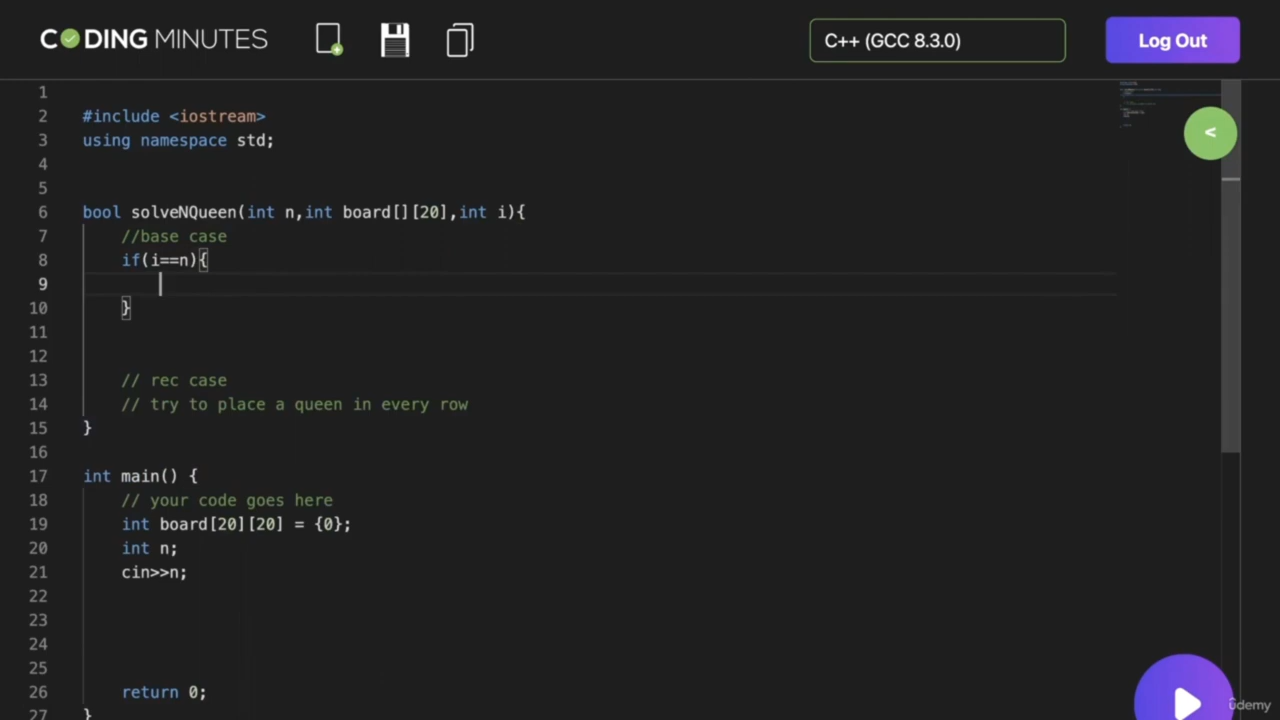 CODING MINUTES
C++ (GCC 8.3.0)
Log Out
<
1
2 #include <iostream>
3 using namespace std;
4
5
6 bool solveNQueen(int n,int board[][20],int i){
7 //base case
8 if(i==n){
9
10 }
11
12
13 // rec case
14 // try to place a queen in every row
15 }
16
17 int main() {
18 // your code goes here
19 int board[20][20] = {0};
20 int n;
21 cin>>n;
22
23
24
25
26 return 0;
27 }
ûdemy